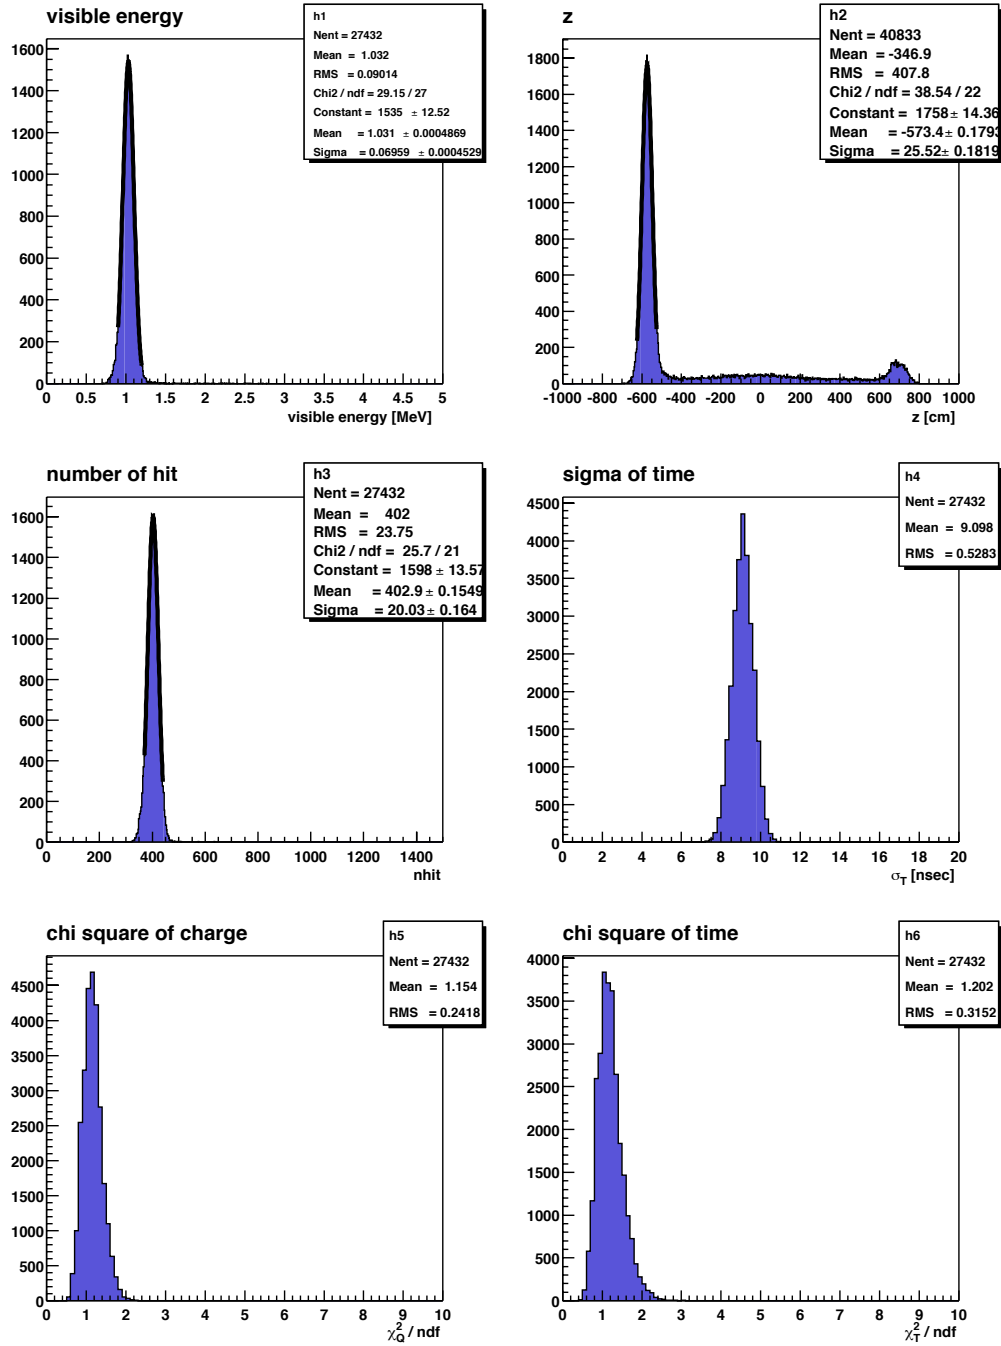 visible energy
h1
Nent = 27432
Mean = 1.032
RMS = 0.09014
Chi2 / ndf = 29.15 / 27
Constant = 1535 ± 12.52
Mean = 1.031 ± 0.0004869
Sigma = 0.06959 ± 0.0004529
1600
1400
1200
1000
800
600
400
200
0
0 0.5 1 1.5 2 2.5 3 3.5 4 4.5 5
visible energy [MeV]
z
h2
Nent = 40833
Mean = -346.9
RMS = 407.8
Chi2 / ndf = 38.54 / 22
Constant = 1758 ± 14.36
Mean = -573.4 ± 0.1793
Sigma = 25.52 ± 0.1819
1800
1600
1400
1200
1000
800
600
400
200
0
-1000 -800 -600 -400 -200 0 200 400 600 800 1000
z [cm]
number of hit
h3
Nent = 27432
Mean = 402
RMS = 23.75
Chi2 / ndf = 25.7 / 21
Constant = 1598 ± 13.57
Mean = 402.9 ± 0.1549
Sigma = 20.03 ± 0.164
1600
1400
1200
1000
800
600
400
200
0
0 200 400 600 800 1000 1200 1400
nhit
sigma of time
h4
Nent = 27432
Mean = 9.098
RMS = 0.5283
4500
4000
3500
3000
2500
2000
1500
1000
500
0
0 2 4 6 8 10 12 14 16 18 20
σT [nsec]
chi square of charge
h5
Nent = 27432
Mean = 1.154
RMS = 0.2418
4500
4000
3500
3000
2500
2000
1500
1000
500
0
0 1 2 3 4 5 6 7 8 9 10
χ²Q / ndf
chi square of time
h6
Nent = 27432
Mean = 1.202
RMS = 0.3152
4000
3500
3000
2500
2000
1500
1000
500
0
0 1 2 3 4 5 6 7 8 9 10
χ²T / ndf